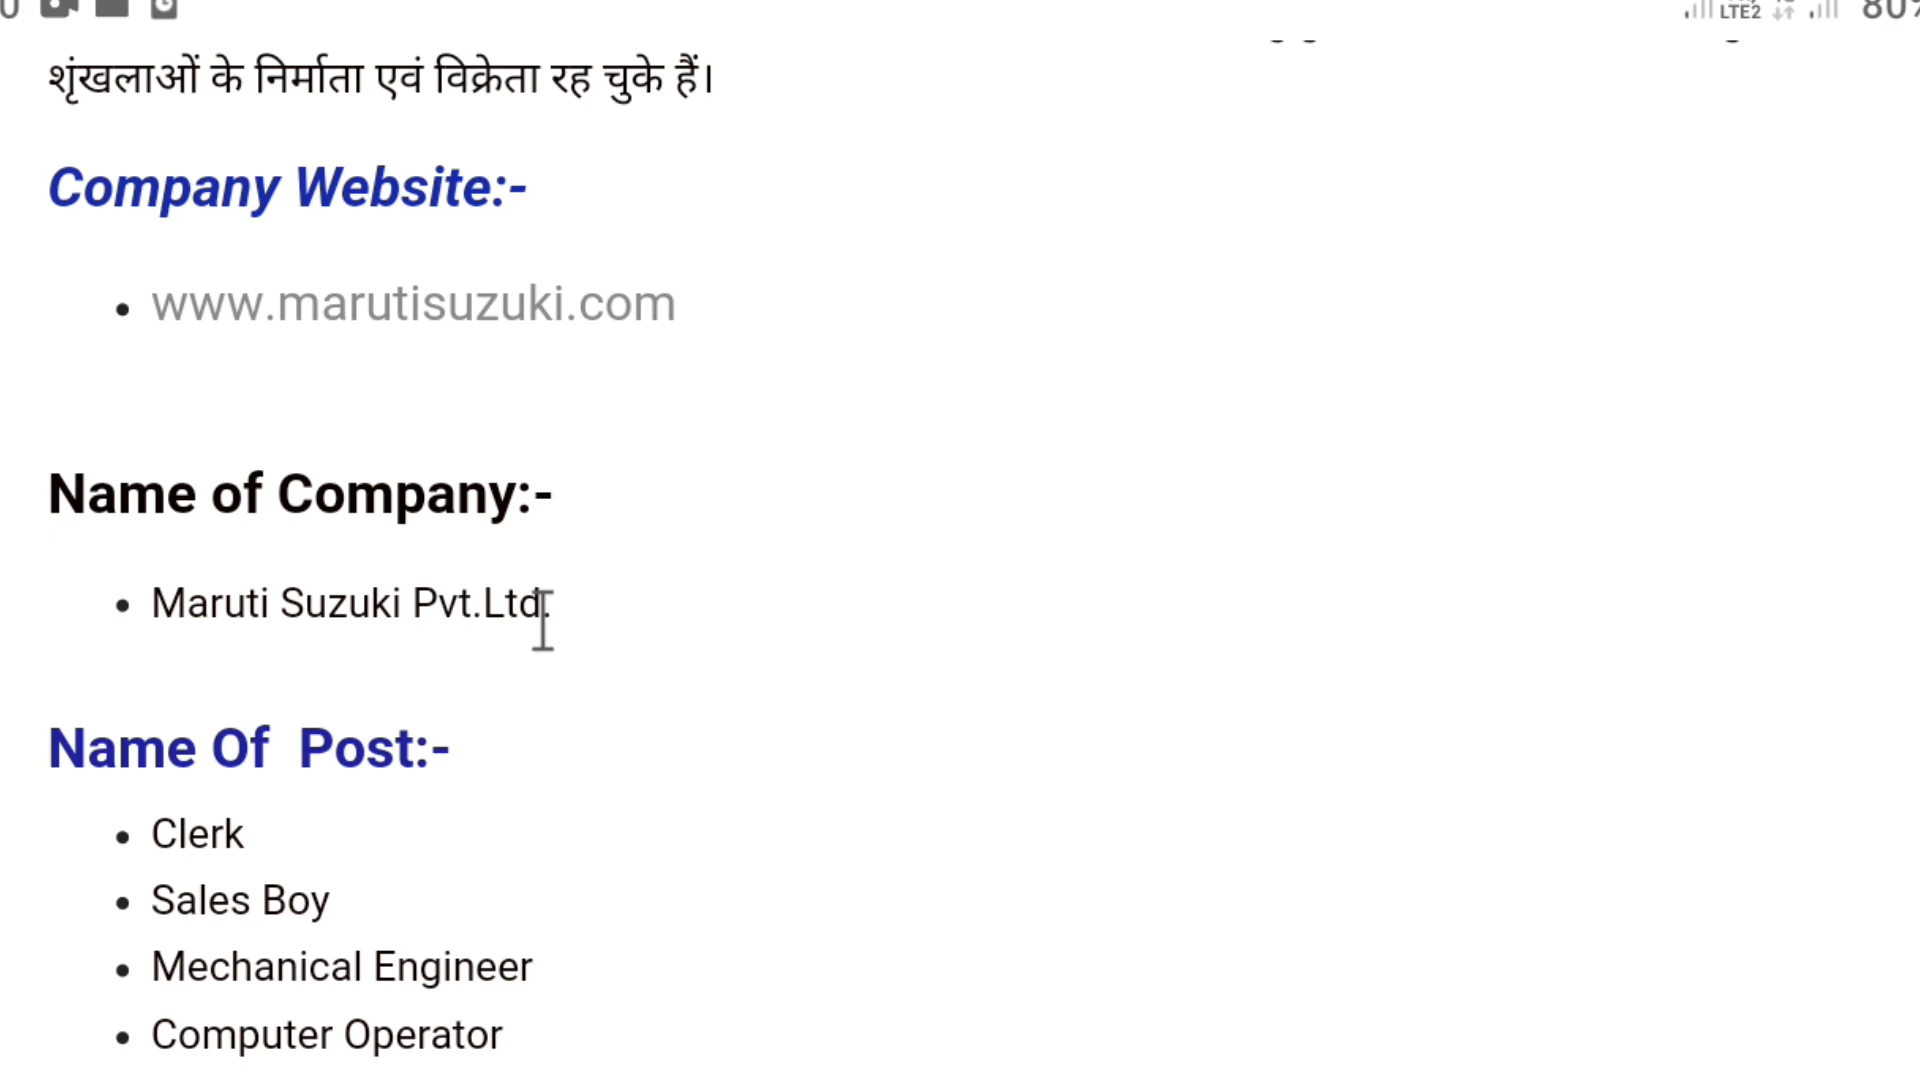 LTE2
शृंखलाओं के निर्माता एवं विक्रेता रह चुके हैं।
Company Website:-
• www.marutisuzuki.com
Name of Company:-
• Maruti Suzuki Pvt.Ltd.
Name Of Post:-
• Clerk
• Sales Boy
• Mechanical Engineer
• Computer Operator